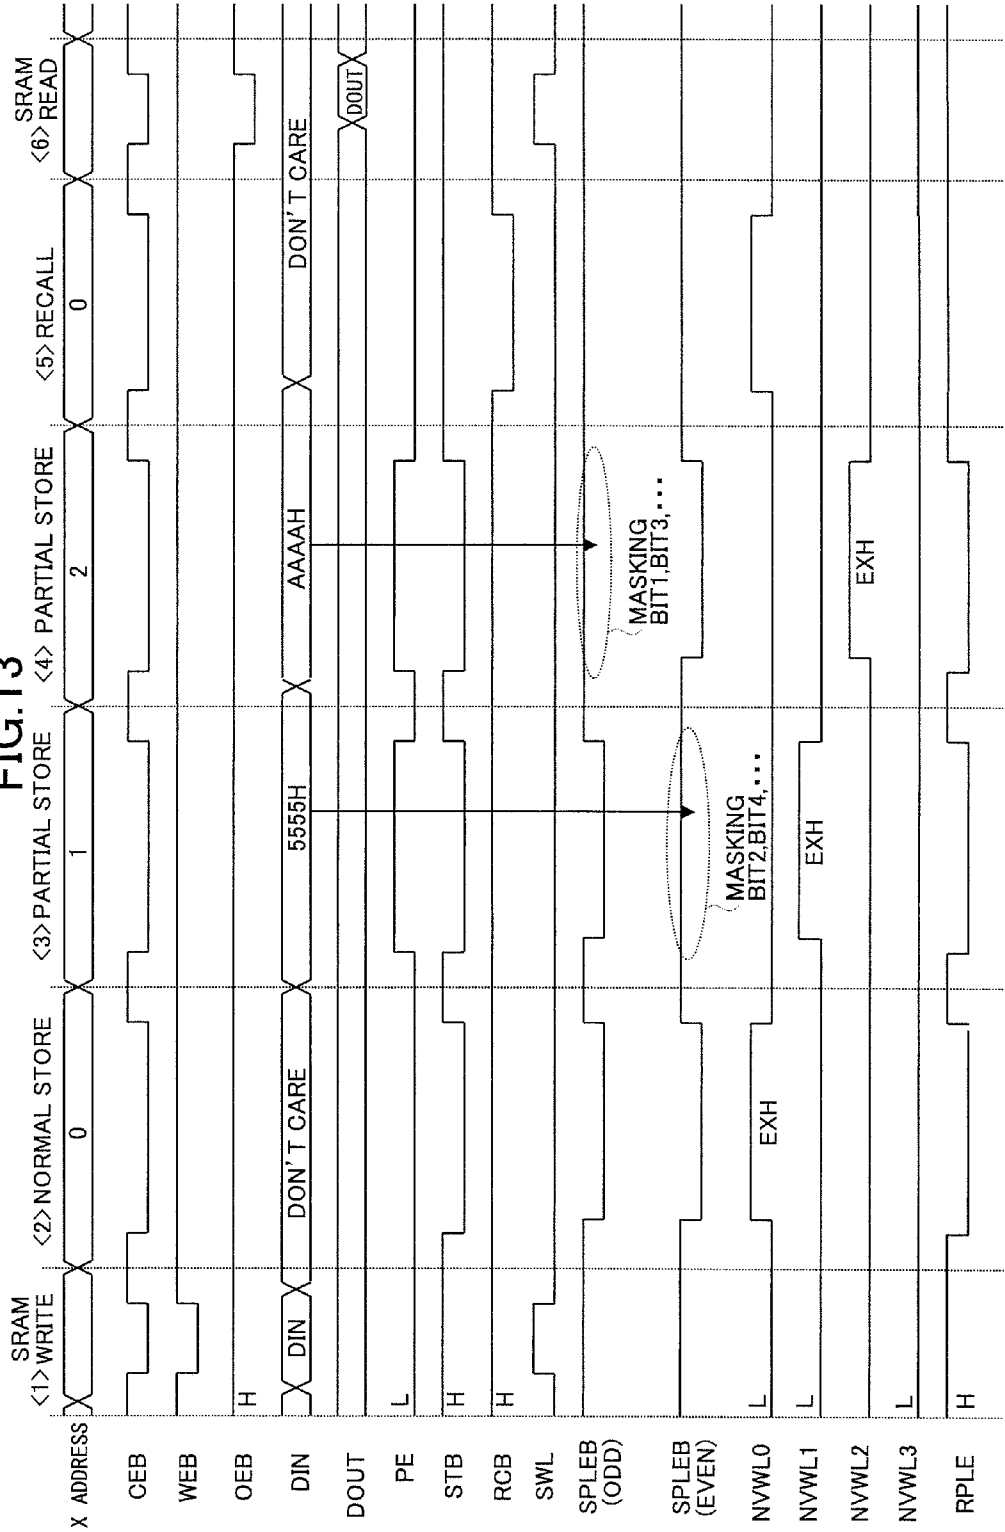 FIG.13
SRAM
<1>WRITE
<2>NORMAL STORE
<3>PARTIAL STORE
<4> PARTIAL STORE
<5>RECALL
SRAM
<6> READ
X ADDRESS
0
1
2
0
CEB
WEB
OEB
H
DIN
DIN
DON'T CARE
5555H
AAAAH
DON'T CARE
DOUT
DOUT
PE
L
STB
H
RCB
H
SWL
SPLEB
(ODD)
MASKING
BIT1,BIT3,･･･
SPLEB
(EVEN)
MASKING
BIT2,BIT4,･･･
NVWL0
L
EXH
NVWL1
L
EXH
NVWL2
EXH
NVWL3
L
RPLE
H